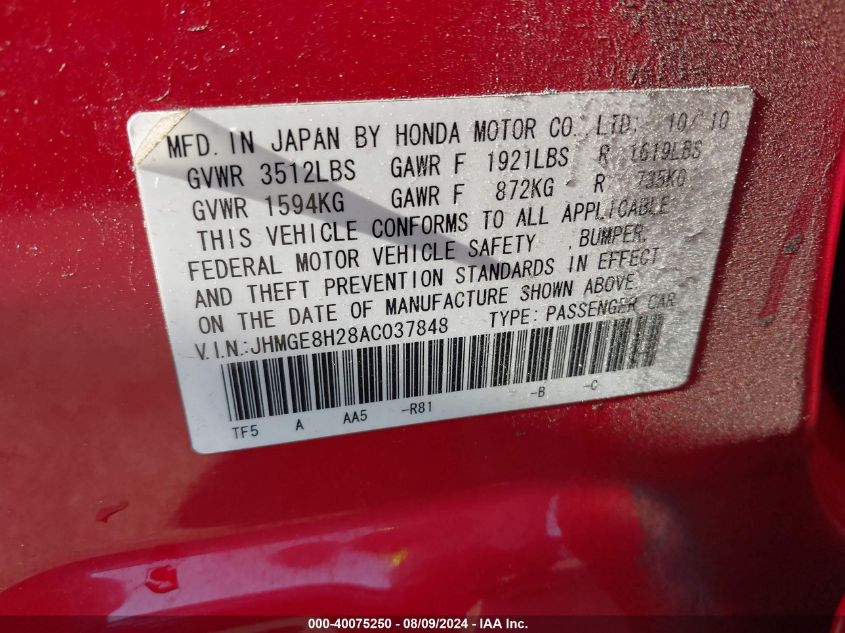 MFD. IN JAPAN BY HONDA MOTOR CO., LTD. 10/10
GVWR 3512LBS GAWR F 1921LBS R 1619LBS
GVWR 1594KG GAWR F 872KG R 735KG
THIS VEHICLE CONFORMS TO ALL APPLICABLE
FEDERAL MOTOR VEHICLE SAFETY, BUMPER,
AND THEFT PREVENTION STANDARDS IN EFFECT
ON THE DATE OF MANUFACTURE SHOWN ABOVE
V.I.N.:JHMGE8H28AC037848 TYPE:PASSENGER CAR
TF5 A AA5 -R81 -B -C
000-40075250 - 08/09/2024 - IAA Inc.